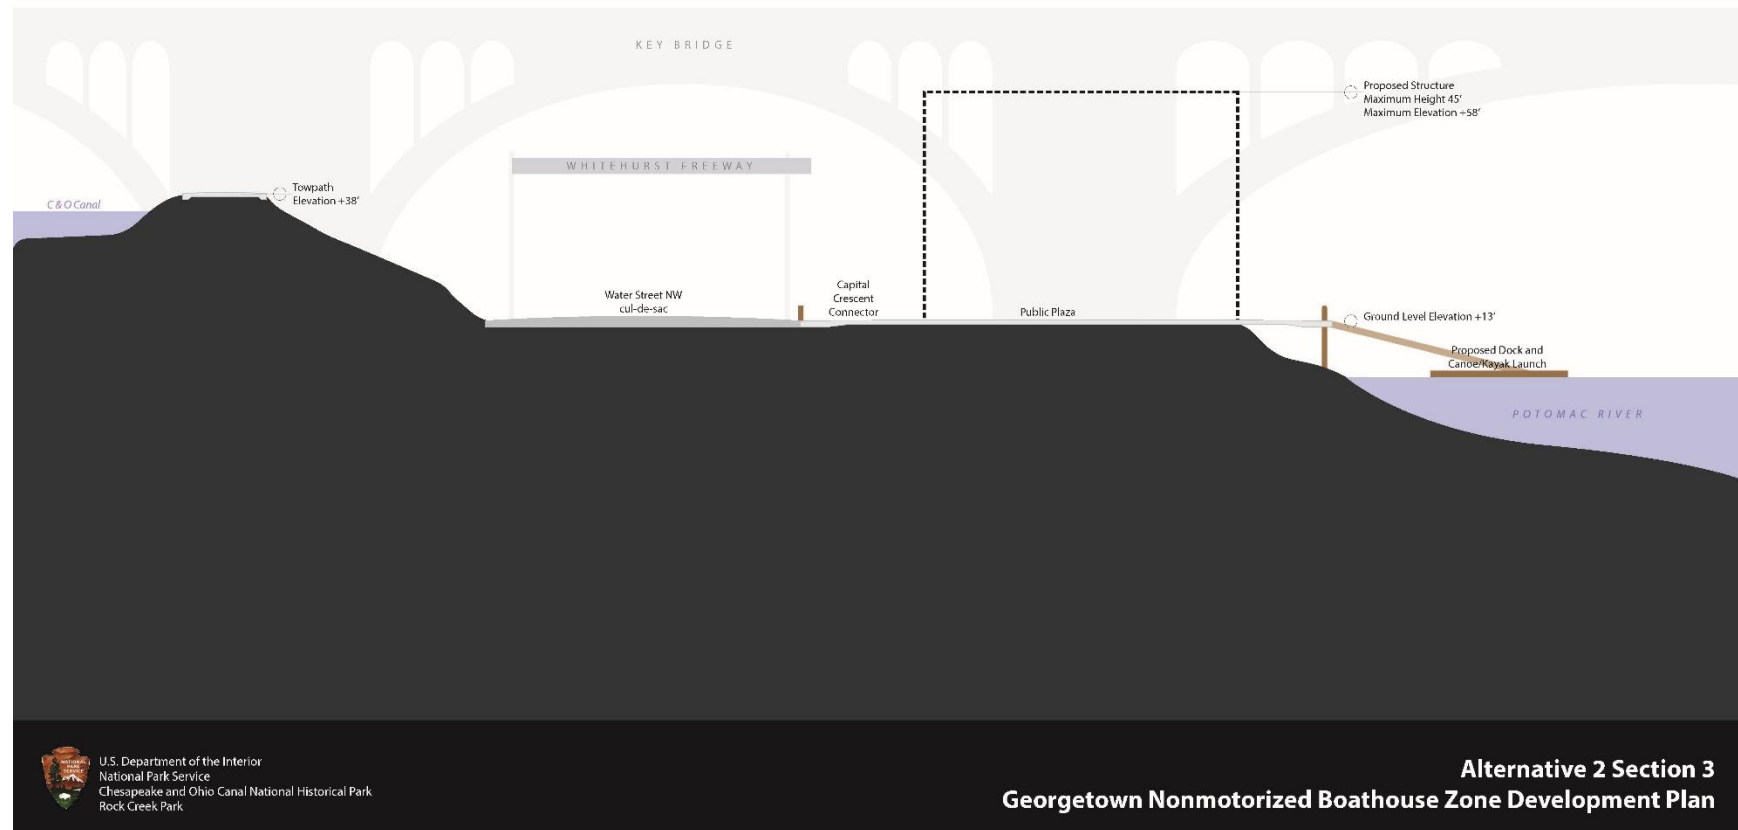 KEY BRIDGE
Proposed Structure
Maximum Height 45'
Maximum Elevation +58'
WHITEHURST FREEWAY
Towpath
Elevation +38'
C & O Canal
Capital
Crescent
Connector
Water Street NW
cul-de-sac
Public Plaza
Ground Level Elevation +13'
Proposed Dock and
Canoe/Kayak Launch
POTOMAC RIVER
NATIONAL
PARK
SERVICE
U.S. Department of the Interior
National Park Service
Chesapeake and Ohio Canal National Historical Park
Rock Creek Park
Alternative 2 Section 3
Georgetown Nonmotorized Boathouse Zone Development Plan